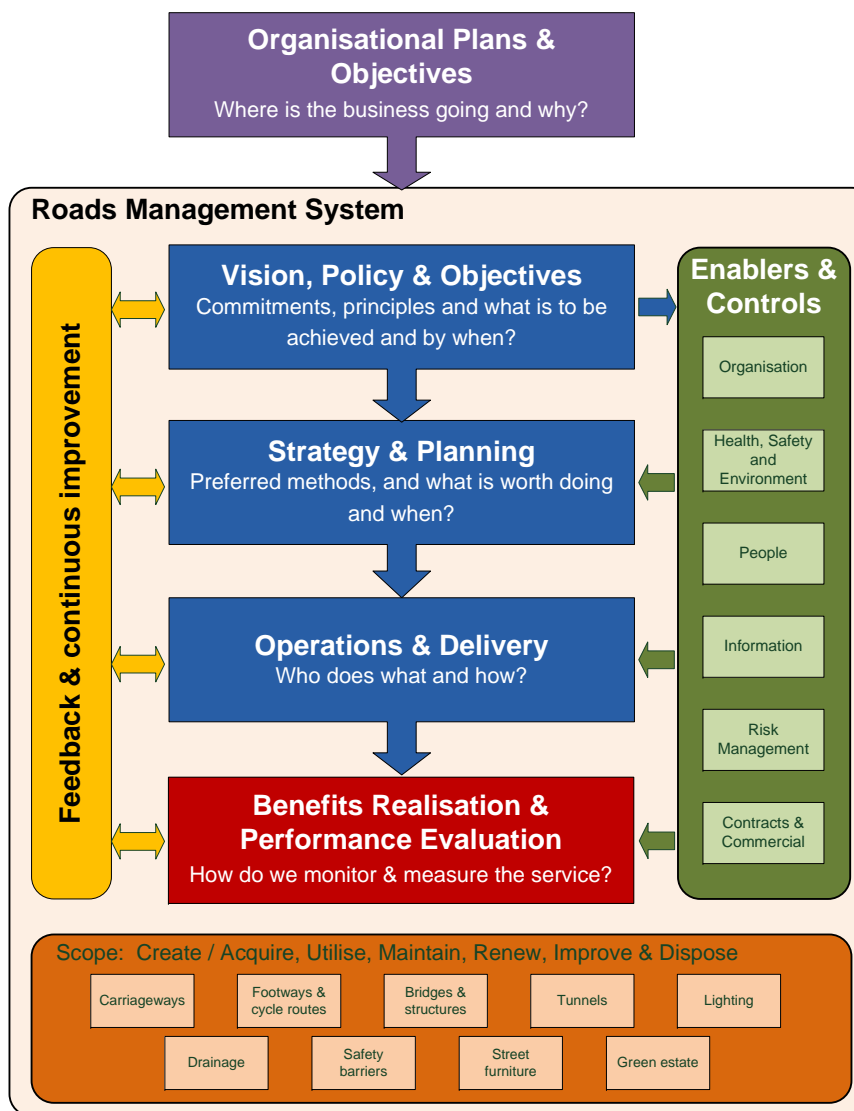 Organisational Plans &
Objectives
Where is the business going and why?
Roads Management System
Feedback & continuous improvement
Vision, Policy & Objectives
Commitments, principles and what is to be
achieved and by when?
Strategy & Planning
Preferred methods, and what is worth doing
and when?
Operations & Delivery
Who does what and how?
Benefits Realisation &
Performance Evaluation
How do we monitor & measure the service?
Enablers &
Controls
Organisation
Health, Safety
and
Environment
People
Information
Risk
Management
Contracts &
Commercial
Scope:  Create / Acquire, Utilise, Maintain, Renew, Improve & Dispose
Carriageways
Footways &
cycle routes
Bridges &
structures
Tunnels
Lighting
Drainage
Safety
barriers
Street
furniture
Green estate